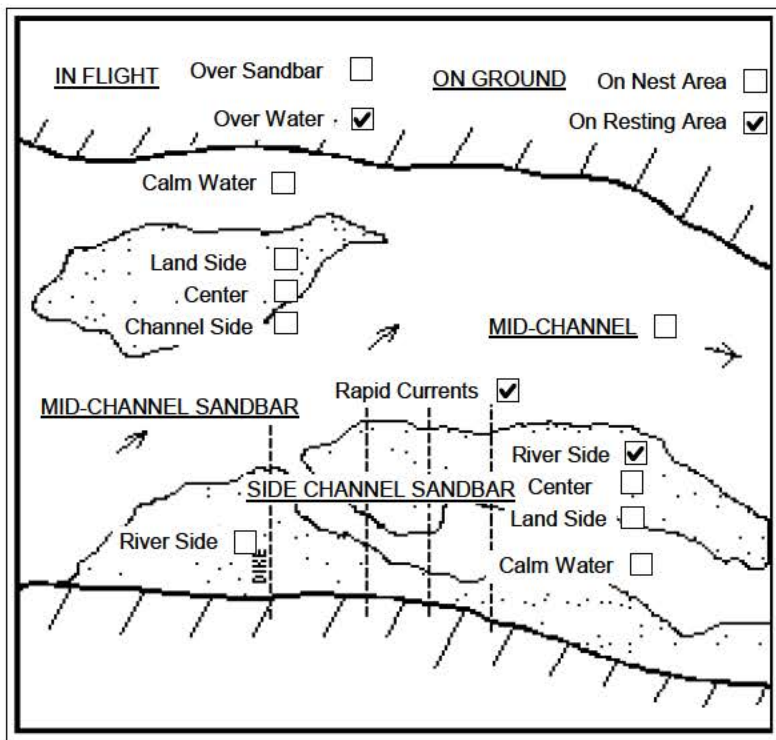 IN FLIGHT
Over Sandbar
ON GROUND
On Nest Area
Over Water
On Resting Area
Calm Water
Land Side
Center
Channel Side
MID-CHANNEL
Rapid Currents
MID-CHANNEL SANDBAR
River Side
SIDE CHANNEL SANDBAR
Center
Land Side
River Side
DIKE
Calm Water